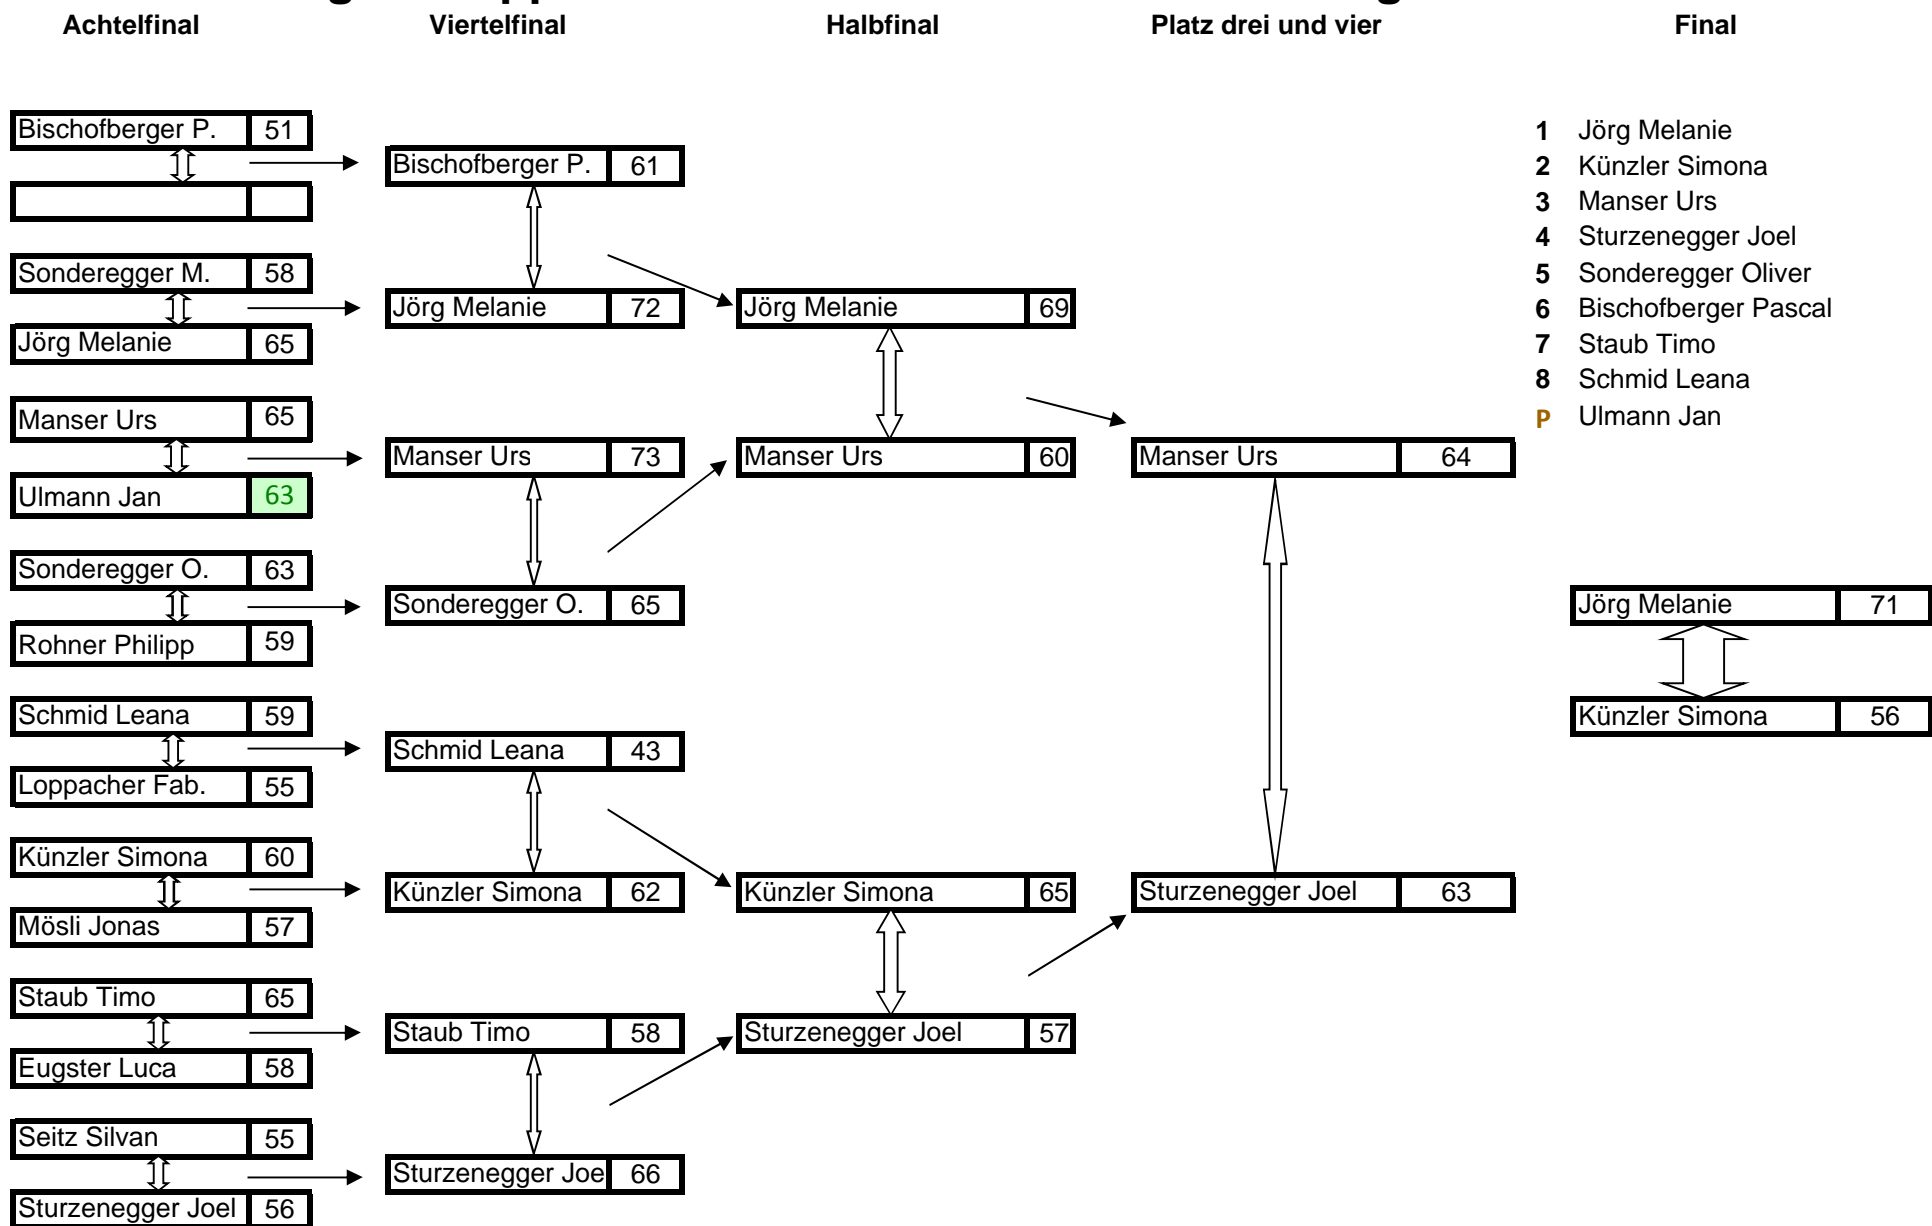 Achtelfinal Viertelfinal Halbfinal Platz drei und vier Final
Bischofberger P. 51
Sonderegger M. 58
Jörg Melanie 65
Manser Urs 65
Ulmann Jan 63
Sonderegger O. 63
Rohner Philipp 59
Schmid Leana 59
Loppacher Fab. 55
Künzler Simona 60
Mösli Jonas 57
Staub Timo 65
Eugster Luca 58
Seitz Silvan 55
Sturzenegger Joel 56
Bischofberger P. 61
Jörg Melanie 72
Manser Urs 73
Sonderegger O. 65
Schmid Leana 43
Künzler Simona 62
Staub Timo 58
Sturzenegger Joe 66
Jörg Melanie 69
Manser Urs 60
Künzler Simona 65
Sturzenegger Joel 57
Manser Urs 64
Sturzenegger Joel 63
1 Jörg Melanie
2 Künzler Simona
3 Manser Urs
4 Sturzenegger Joel
5 Sonderegger Oliver
6 Bischofberger Pascal
7 Staub Timo
8 Schmid Leana
P Ulmann Jan
Jörg Melanie 71
Künzler Simona 56